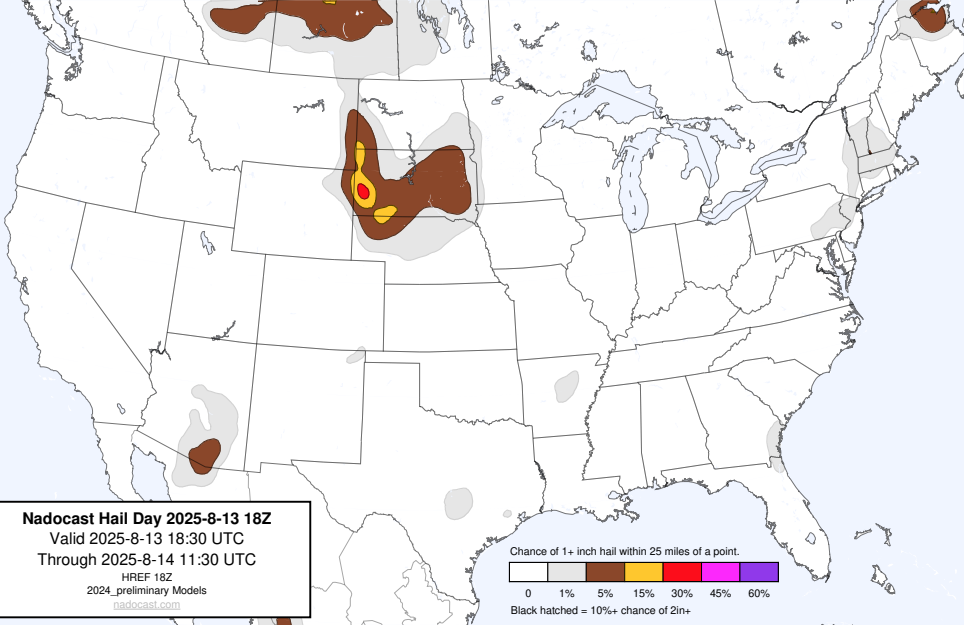 Nadocast Hail Day 2025-8-13 18Z
Valid 2025-8-13 18:30 UTC
Through 2025-8-14 11:30 UTC
HREF 18Z
2024_preliminary Models
nadocast.com
Chance of 1+ inch hail within 25 miles of a point.
0 1% 5% 15% 30% 45% 60%
Black hatched = 10%+ chance of 2in+